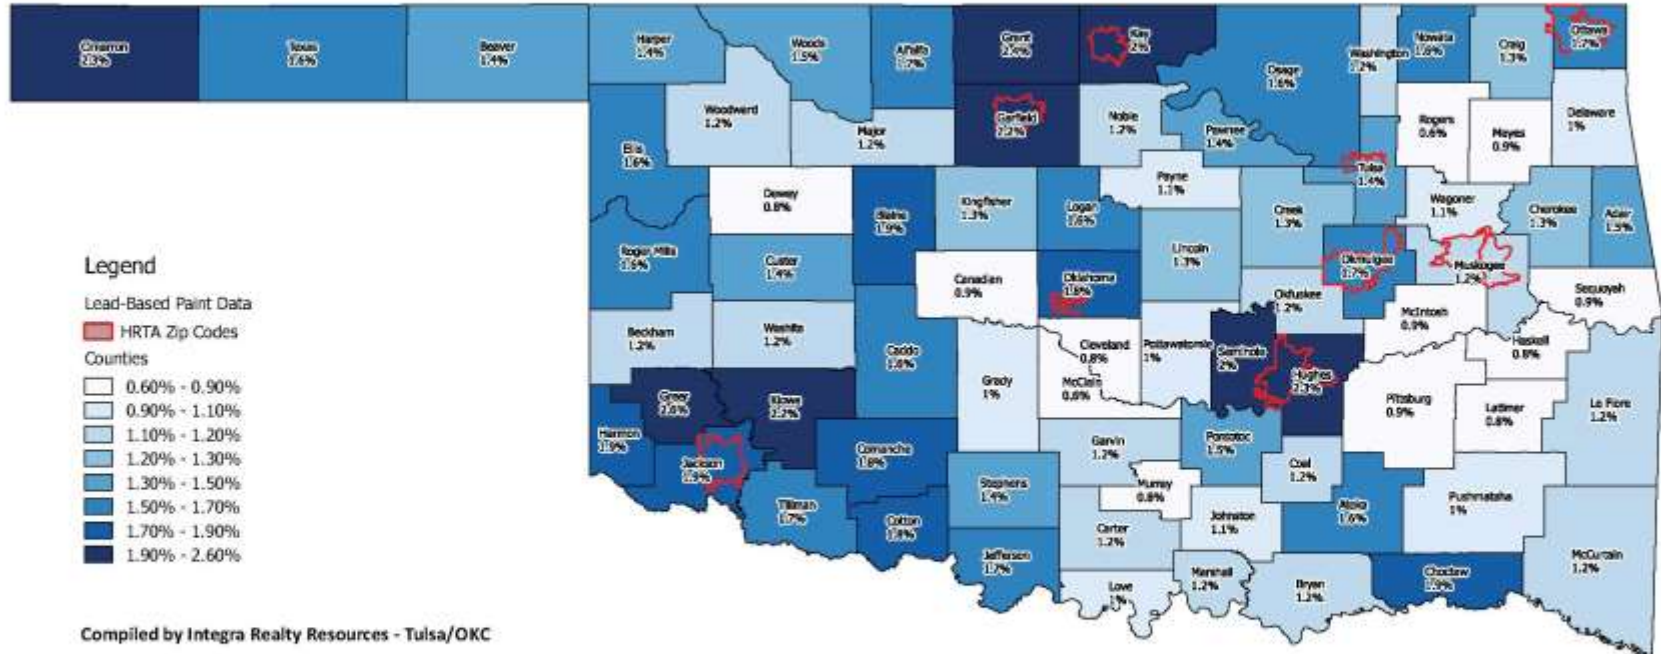 Cimarron
2.5%
Texas
1.6%
Beaver
1.4%
Harper
1.4%
Woods
1.5%
Alfalfa
1.7%
Grant
2.4%
Kay
2%
Osage
1.6%
Washington
1.2%
Nowata
1.6%
Craig
1.3%
Ottawa
1.7%
Woodward
1.2%
Major
1.2%
Garfield
2.2%
Noble
1.2%
Pawnee
1.4%
Rogers
0.6%
Mayes
0.9%
Delaware
1%
Ellis
1.6%
Dewey
0.8%
Blaine
1.9%
Kingfisher
1.3%
Logan
1.6%
Payne
1.1%
Creek
1.3%
Tulsa
1.4%
Wagoner
1.1%
Cherokee
1.3%
Adair
1.5%
Roger Mills
1.6%
Custer
1.4%
Canadian
0.9%
Oklahoma
1.8%
Lincoln
1.3%
Okfuskee
1.2%
Okmulgee
1.7%
Muskogee
1.2%
McIntosh
0.9%
Sequoyah
0.9%
Beckham
1.2%
Washita
1.2%
Caddo
1.6%
Grady
1%
Cleveland
0.8%
McClain
0.8%
Pottawatomie
1%
Seminole
2%
Hughes
2.3%
Pittsburg
0.9%
Haskell
0.8%
Latimer
0.8%
Le Flore
1.2%
Greer
2.6%
Kiowa
2.2%
Harmon
1.9%
Jackson
1.9%
Comanche
1.8%
Tillman
1.7%
Cotton
1.8%
Stephens
1.4%
Jefferson
1.7%
Garvin
1.2%
Murray
0.8%
Pontotoc
1.5%
Coal
1.2%
Carter
1.2%
Johnston
1.1%
Atoka
1.6%
Pushmataha
1%
Love
1%
Marshall
1.2%
Bryan
1.2%
Choctaw
1.9%
McCurtain
1.2%
Legend
Lead-Based Paint Data
HRTA Zip Codes
Counties
0.60% - 0.90%
0.90% - 1.10%
1.10% - 1.20%
1.20% - 1.30%
1.30% - 1.50%
1.50% - 1.70%
1.70% - 1.90%
1.90% - 2.60%
Compiled by Integra Realty Resources - Tulsa/OKC